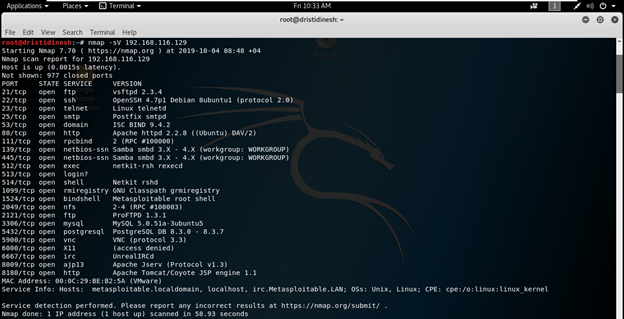 Applications Places Terminal Fri 10:33 AM 1
root@dristidinesh: ~
File Edit View Search Terminal Help
root@dristidinesh:~# nmap -sV 192.168.116.129
Starting Nmap 7.70 ( https://nmap.org ) at 2019-10-04 08:48 +04
Nmap scan report for 192.168.116.129
Host is up (0.0015s latency).
Not shown: 977 closed ports
PORT STATE SERVICE VERSION
21/tcp open ftp vsftpd 2.3.4
22/tcp open ssh OpenSSH 4.7p1 Debian 8ubuntu1 (protocol 2.0)
23/tcp open telnet Linux telnetd
25/tcp open smtp Postfix smtpd
53/tcp open domain ISC BIND 9.4.2
80/tcp open http Apache httpd 2.2.8 ((Ubuntu) DAV/2)
111/tcp open rpcbind 2 (RPC #100000)
139/tcp open netbios-ssn Samba smbd 3.X - 4.X (workgroup: WORKGROUP)
445/tcp open netbios-ssn Samba smbd 3.X - 4.X (workgroup: WORKGROUP)
512/tcp open exec netkit-rsh rexecd
513/tcp open login?
514/tcp open shell Netkit rshd
1099/tcp open rmiregistry GNU Classpath grmiregistry
1524/tcp open bindshell Metasploitable root shell
2049/tcp open nfs 2-4 (RPC #100003)
2121/tcp open ftp ProFTPD 1.3.1
3306/tcp open mysql MySQL 5.0.51a-3ubuntu5
5432/tcp open postgresql PostgreSQL DB 8.3.0 - 8.3.7
5900/tcp open vnc VNC (protocol 3.3)
6000/tcp open X11 (access denied)
6667/tcp open irc UnrealIRCd
8009/tcp open ajp13 Apache Jserv (Protocol v1.3)
8180/tcp open http Apache Tomcat/Coyote JSP engine 1.1
MAC Address: 00:0C:29:BE:B2:5A (VMware)
Service Info: Hosts: metasploitable.localdomain, localhost, irc.Metasploitable.LAN; OSs: Unix, Linux; CPE: cpe:/o:linux:linux_kernel
Service detection performed. Please report any incorrect results at https://nmap.org/submit/ .
Nmap done: 1 IP address (1 host up) scanned in 58.93 seconds